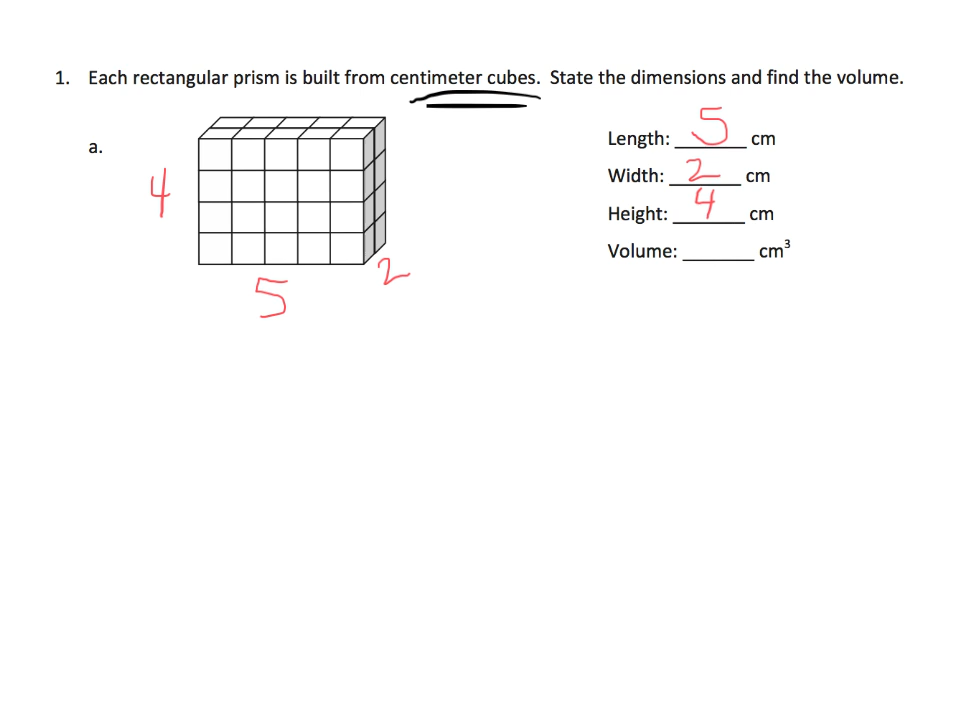 1. Each rectangular prism is built from centimeter cubes. State the dimensions and find the volume.
a.
4
5
2
Length: 5 cm
Width: 2 cm
Height: 4 cm
Volume: ______ cm³